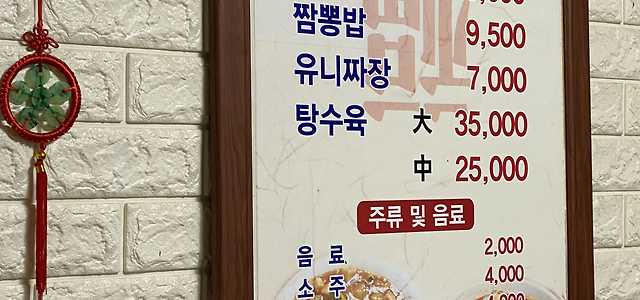 짬뽕밥 9,500
유니짜장 7,000
탕수육 大 35,000
中 25,000
주류 및 음료
음료 2,000
소주 4,000